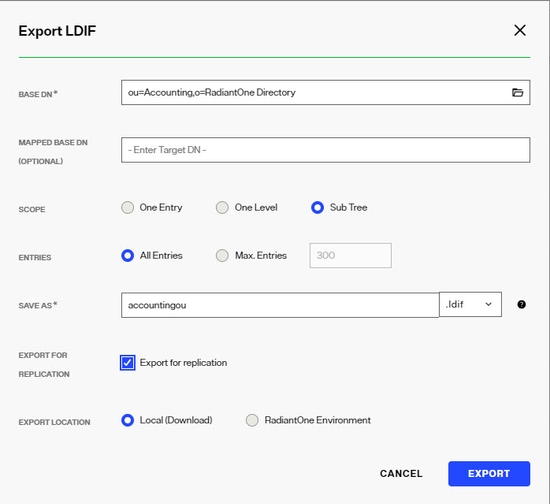 Export LDIF
BASE DN*
ou=Accounting,o=RadiantOne Directory
MAPPED BASE DN
(OPTIONAL)
- Enter Target DN -
SCOPE
One Entry
One Level
Sub Tree
ENTRIES
All Entries
Max. Entries
300
SAVE AS*
accountingou
.ldif
?
EXPORT FOR
REPLICATION
Export for replication
EXPORT LOCATION
Local (Download)
RadiantOne Environment
CANCEL
EXPORT